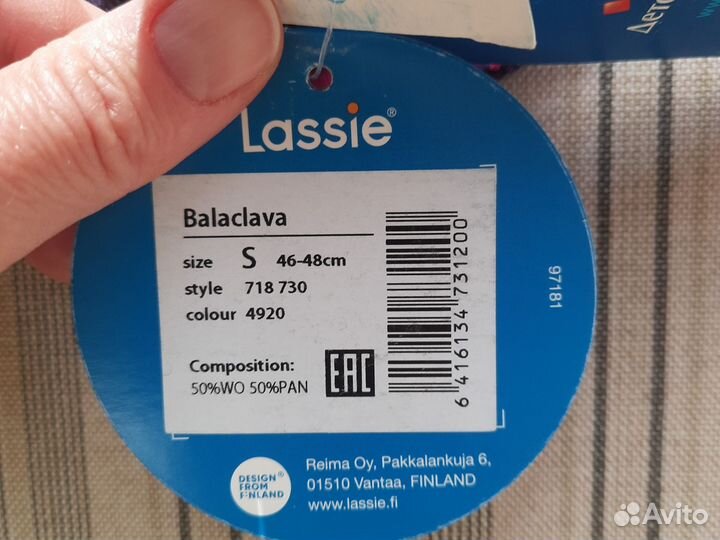 Lassie®
Balaclava
size S 46-48cm
style 718 730
colour 4920
Composition:
50%WO 50%PAN
EAC
6 416134 731200
97181
DESIGN®
FROM
FINLAND
Reima Oy, Pakkalankuja 6,
01510 Vantaa, FINLAND
www.lassie.fi
Avito